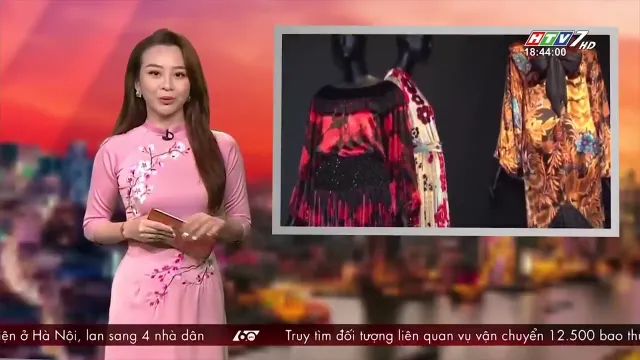 HTV7 HD
18:44:00
iện ở Hà Nội, lan sang 4 nhà dân
60
Truy tìm đối tượng liên quan vụ vận chuyển 12.500 bao th